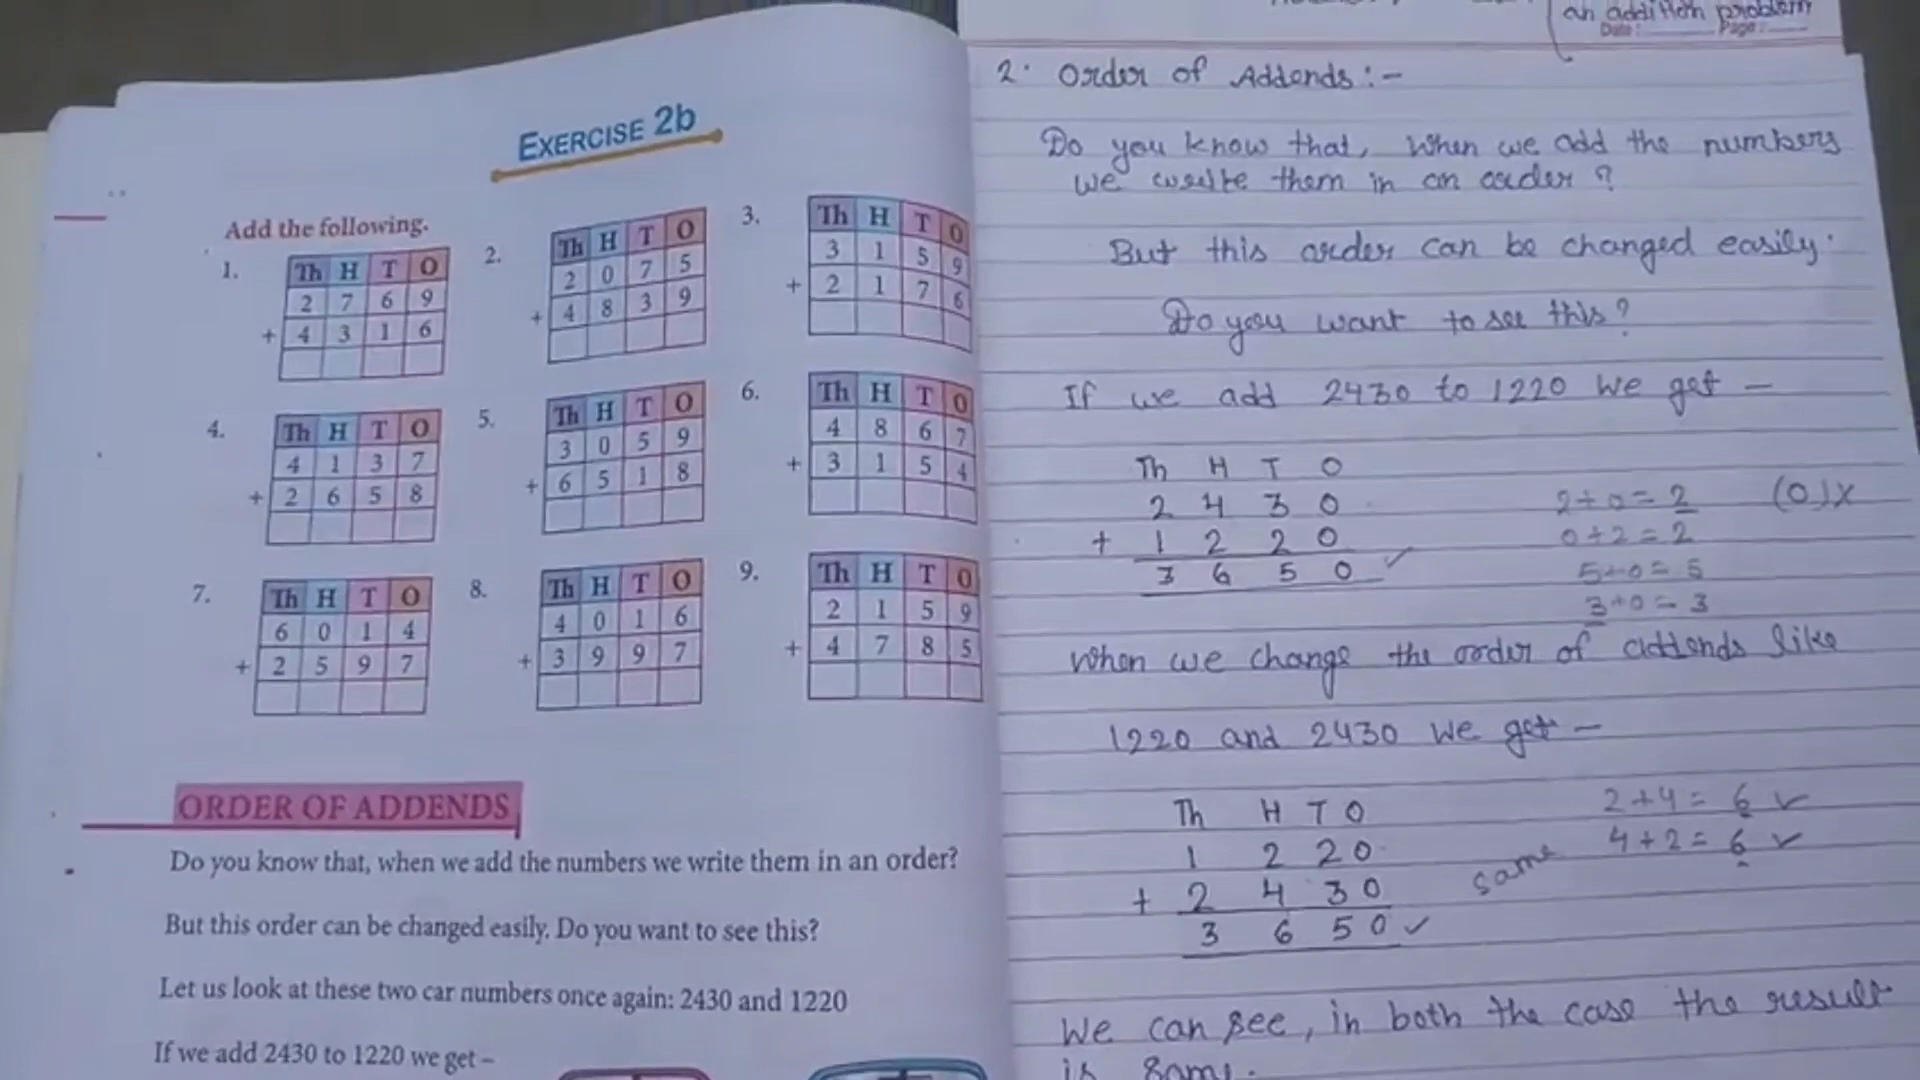 an addition problem
Date : Page :
EXERCISE 2b
Add the following.
1.
Th H T O
2 7 6 9
+ 4 3 1 6
2.
Th H T O
2 0 7 5
+ 4 8 3 9
3.
Th H T O
3 1 5 9
+ 2 1 7 6
4.
Th H T O
4 1 3 7
+ 2 6 5 8
5.
Th H T O
3 0 5 9
+ 6 5 1 8
6.
Th H T O
4 8 6 7
+ 3 1 5 4
7.
Th H T O
6 0 1 4
+ 2 5 9 7
8.
Th H T O
4 0 1 6
+ 3 9 9 7
9.
Th H T O
2 1 5 9
+ 4 7 8 5
ORDER OF ADDENDS
Do you know that, when we add the numbers we write them in an order?
But this order can be changed easily. Do you want to see this?
Let us look at these two car numbers once again: 2430 and 1220
If we add 2430 to 1220 we get –
2. Order of Addends :-
Do you know that, when we add the numbers
we write them in an order ?
But this order can be changed easily.
Do you want to see this?
If we add 2430 to 1220 we get –
Th H T O
2 4 3 0
+ 1 2 2 0
3 6 5 0 ✓
2+0=2 (0)x
0+2=2
5+0=5
3+0=3
When we change the order of addends like
1220 and 2430 we get –
Th H T O
1 2 2 0
+ 2 4 3 0
3 6 5 0 ✓
2+4=6 ✓
4+2=6 ✓
same
We can see, in both the case the result
is same.